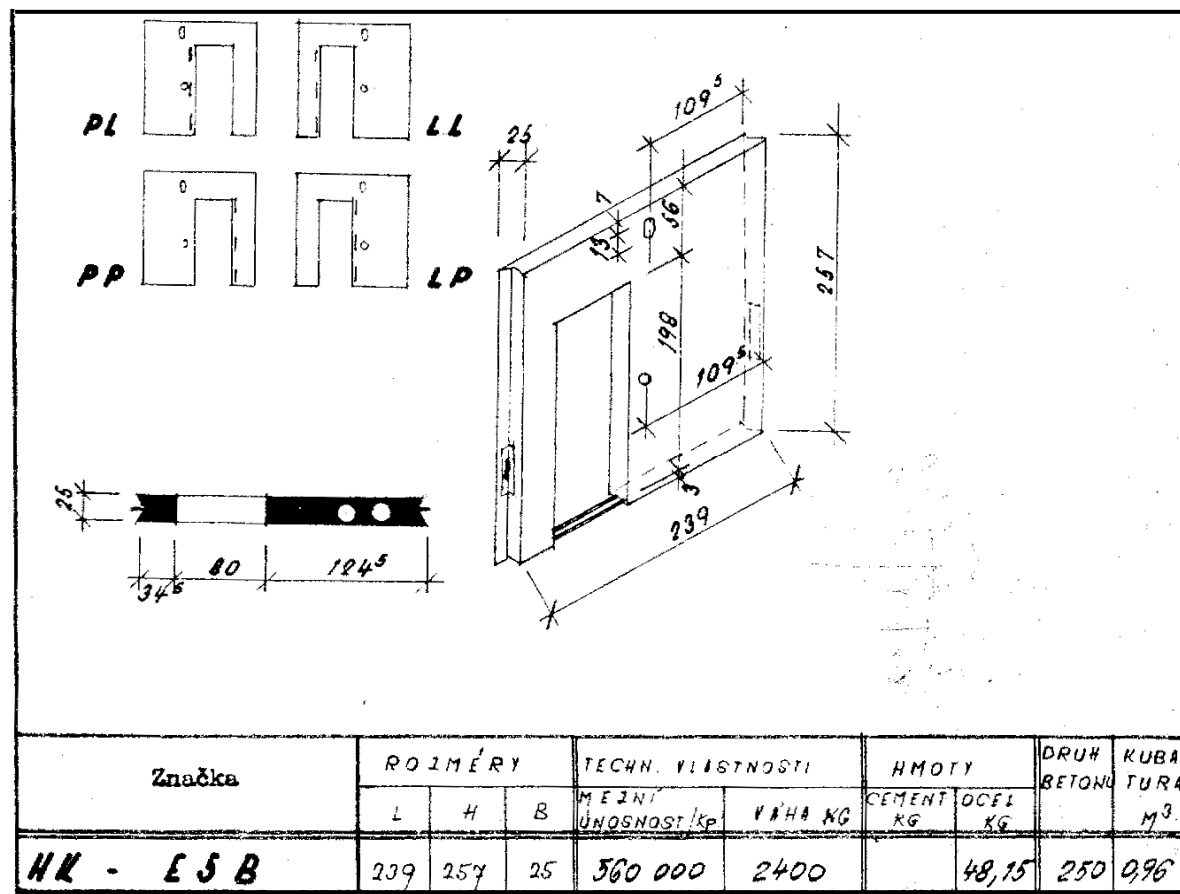 PL
LL
PP
LP
25
109⁵
7
13
56
198
257
109⁵
3
239
25
34⁵
80
124⁵
Značka
ROZMĚRY
TECHN. VLASTNOSTI
HMOTY
DRUH BETONU
KUBA TURA M³
L
H
B
MEZNÍ ÚNOSNOST/Kp
VÁHA KG
CEMENT KG
OCEL KG
HK - ESB
239
257
25
560 000
2400
48,15
250
0,96